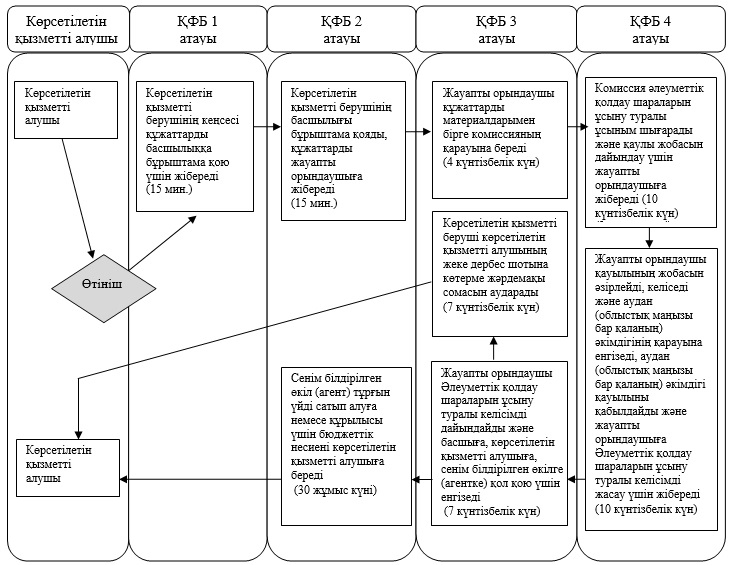 Көрсетілетін
қызметті алушы
ҚФБ 1
атауы
ҚФБ 2
атауы
ҚФБ 3
атауы
ҚФБ 4
атауы
Көрсетілетін
қызметті
алушы
Көрсетілетін
қызметті
берушінің кеңсесі
құжаттарды
басшылыққа
бұрыштама қою
үшін жібереді
(15 мин.)
Көрсетілетін
қызметті берушінің
басшылығы
бұрыштама қояды,
құжаттарды
жауапты
орындаушыға
жібереді
(15 мин.)
Жауапты орындаушы
құжаттарды
материалдарымен
бірге комиссияның
қарауына береді
(4 күнтізбелік күн)
Комиссия әлеуметтік
қолдау шараларын
ұсыну туралы
ұсыным шығарады
және қаулы жобасын
дайындау үшін
жауапты
орындаушыға
жібереді (10
күнтізбелік күн)
Өтініш
Көрсетілетін қызметті
беруші көрсетілетін
қызметті алушының
жеке дербес шотына
көтерме жәрдемақы
сомасын аударады
(7 күнтізбелік күн)
Жауапты орындаушы
қауылының жобасын
әзірлейді, келіседі
және аудан
(облыстық маңызы
бар қаланың)
әкімдігінің қарауына
енгізеді, аудан
(облыстық маңызы
бар қаланың) әкімдігі
қауылыны
қабылдайды және
жауапты
орындаушыға
Әлеуметтік қолдау
шараларын ұсыну
туралы келісімді
жасау үшін жібереді
(10 күнтізбелік күн)
Сенім білдірілген
өкіл (агент) тұрғын
үйді сатып алуға
немесе құрылысы
үшін бюджеттік
несиені көрсетілетін
қызметті алушыға
береді
(30 жұмыс күні)
Жауапты орындаушы
Әлеуметтік қолдау
шараларын ұсыну
туралы келісімді
дайындайды және
басшыға, көрсетілетін
қызметті алушыға,
сенім білдірілген өкілге
(агентке) қол қою үшін
енгізеді
(7 күнтізбелік күн)
Көрсетілетін
қызметті
алушы